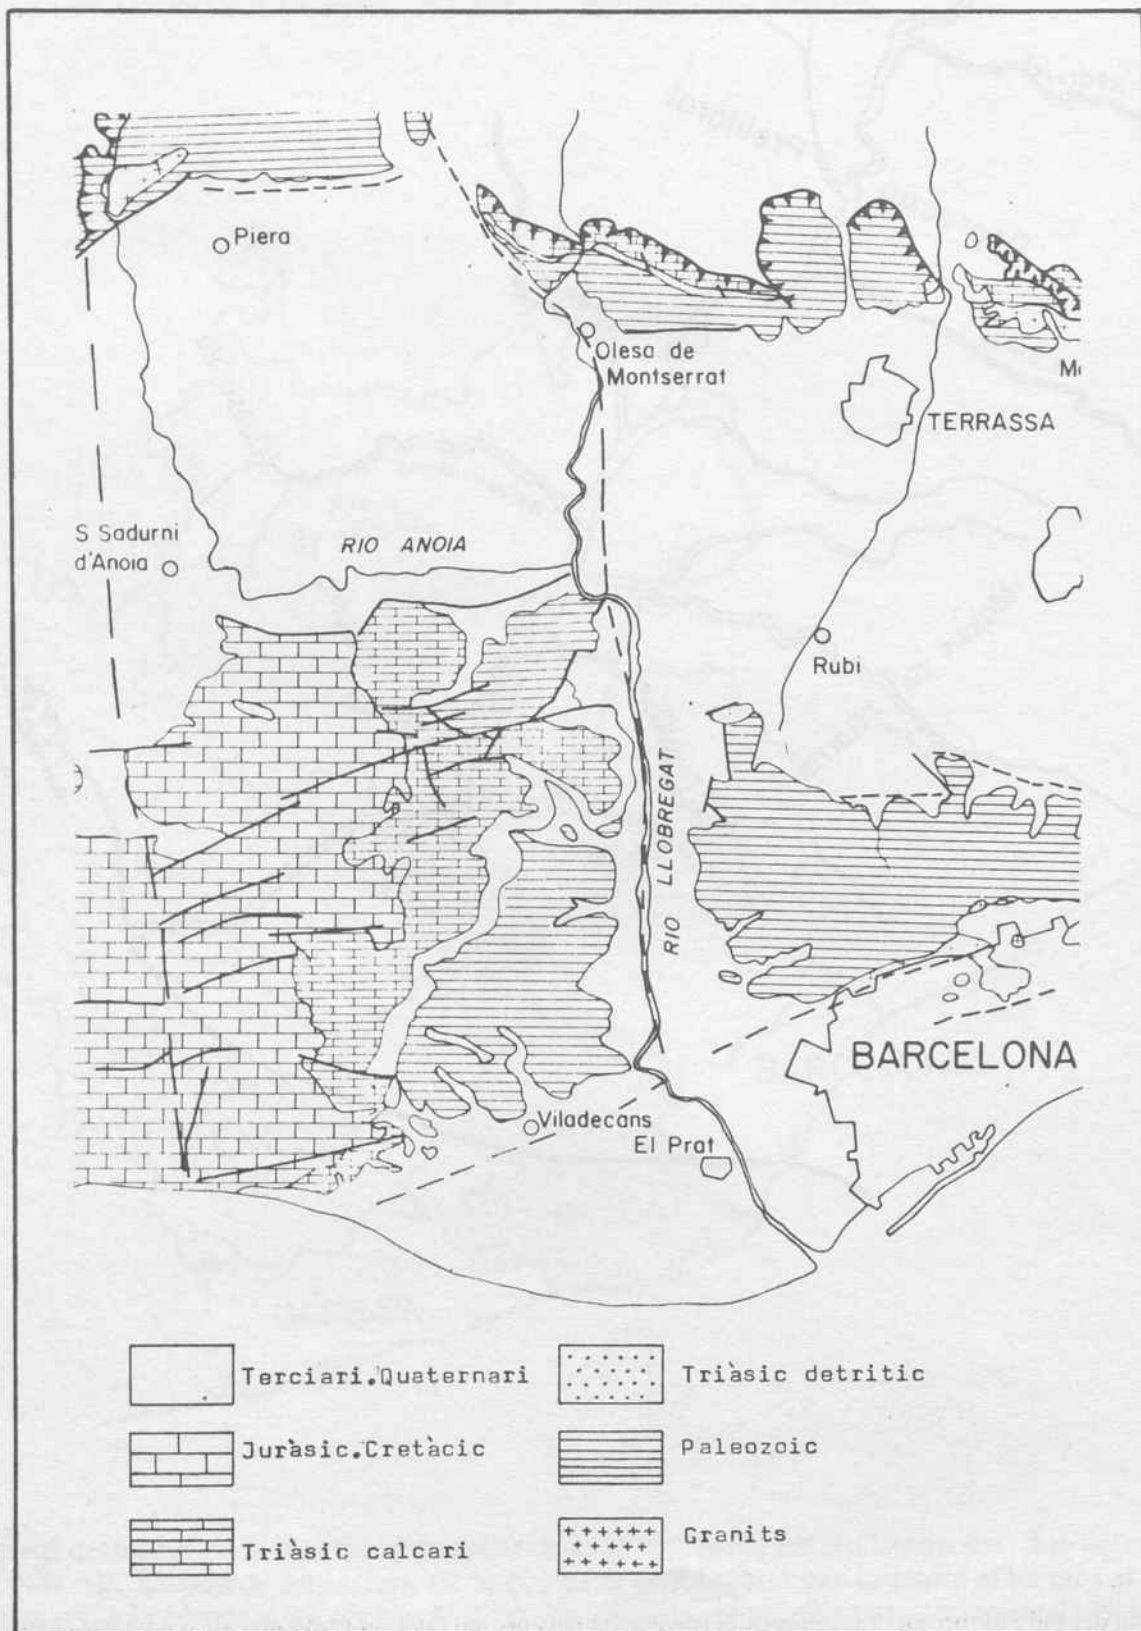 Piera
Olesa de
Montserrat
M
TERRASSA
S Sadurni
d'Anoia
RIO ANOIA
Rubi
RIO LLOBREGAT
BARCELONA
Viladecans
El Prat
Terciari.Quaternari
Triàsic detritic
Juràsic.Cretàcic
Paleozoic
Triàsic calcari
Granits